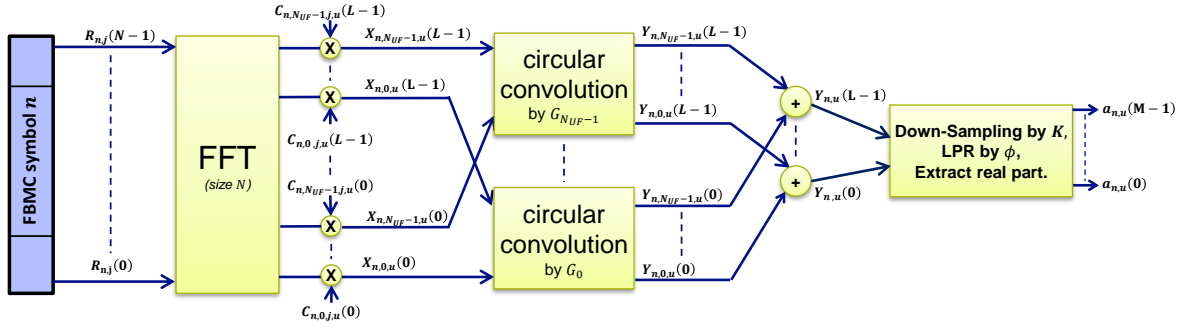 FBMC symbol n
R_{n,j}(N−1)
R_{n,j}(0)
FFT
(size N)
C_{n,N_{UF}−1,j,u}(L−1)
X
X_{n,N_{UF}−1,u}(L−1)
X
X_{n,0,u}(L−1)
C_{n,0,j,u}(L−1)
C_{n,N_{UF}−1,j,u}(0)
X
X_{n,N_{UF}−1,u}(0)
X
X_{n,0,u}(0)
C_{n,0,j,u}(0)
circular
convolution
by G_{N_{UF}−1}
circular
convolution
by G_0
Y_{n,N_{UF}−1,u}(L−1)
Y_{n,0,u}(L−1)
Y_{n,N_{UF}−1,u}(0)
Y_{n,0,u}(0)
+
Y_{n,u}(L−1)
+
Y_{n,u}(0)
Down-Sampling by K,
LPR by ϕ,
Extract real part.
a_{n,u}(M−1)
a_{n,u}(0)